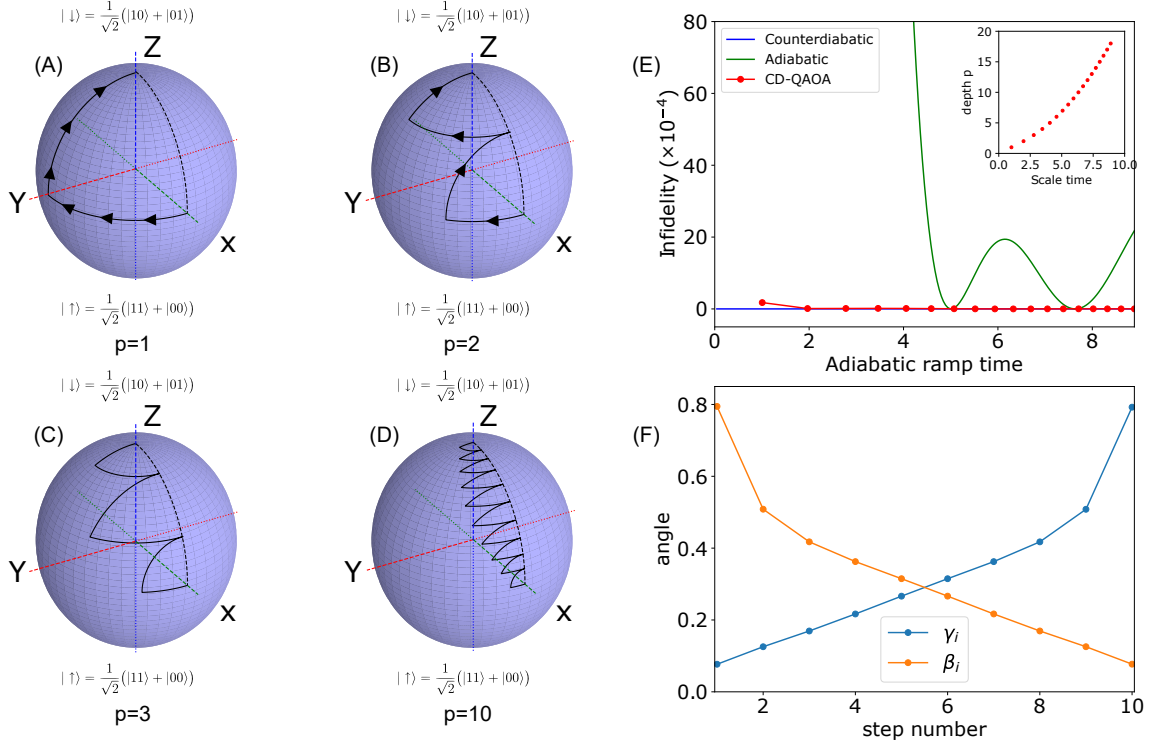 | ↓⟩ = 1/√2 (|10⟩ + |01⟩)
(A)
Z
Y
x
| ↑⟩ = 1/√2 (|11⟩ + |00⟩)
p=1
| ↓⟩ = 1/√2 (|10⟩ + |01⟩)
(B)
Z
Y
x
| ↑⟩ = 1/√2 (|11⟩ + |00⟩)
p=2
| ↓⟩ = 1/√2 (|10⟩ + |01⟩)
(C)
Z
Y
x
| ↑⟩ = 1/√2 (|11⟩ + |00⟩)
p=3
| ↓⟩ = 1/√2 (|10⟩ + |01⟩)
(D)
Z
Y
x
| ↑⟩ = 1/√2 (|11⟩ + |00⟩)
p=10
(E)
Infidelity (×10⁻⁴)
80
60
40
20
0
Counterdiabatic
Adiabatic
CD-QAOA
depth p
20
15
10
5
0
0.0 2.5 5.0 7.5 10.0
Scale time
0 2 4 6 8
Adiabatic ramp time
(F)
angle
0.8
0.6
0.4
0.2
0.0
γᵢ
βᵢ
2 4 6 8 10
step number